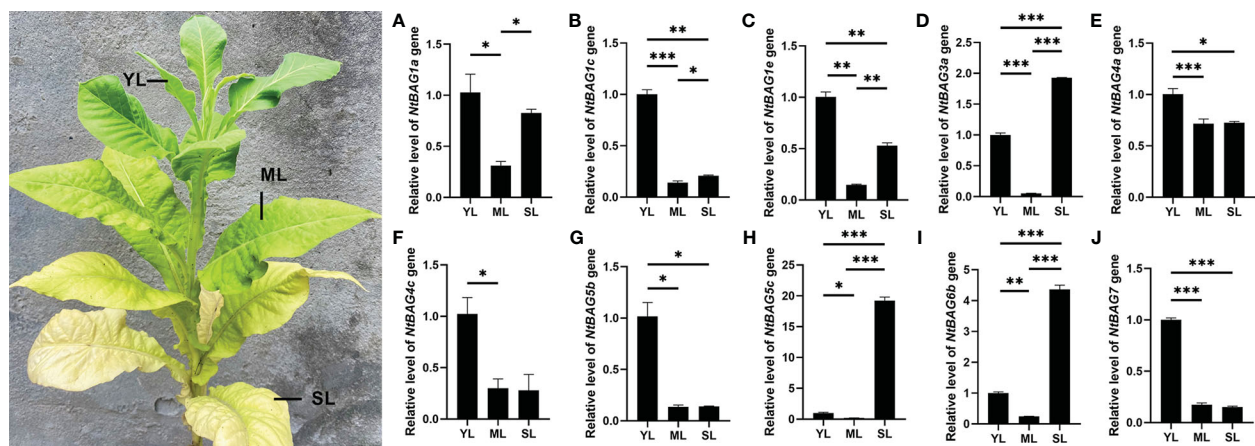 YL
ML
SL
A
Relative level of NtBAG1a gene
1.5
1.0
0.5
0.0
*
*
YL ML SL
B
Relative level of NtBAG1c gene
1.5
1.0
0.5
0.0
**
***
*
YL ML SL
C
Relative level of NtBAG1e gene
1.5
1.0
0.5
0.0
**
**
**
YL ML SL
D
Relative level of NtBAG3a gene
2.5
2.0
1.5
1.0
0.5
0.0
***
***
***
YL ML SL
E
Relative level of NtBAG4a gene
1.5
1.0
0.5
0.0
*
***
YL ML SL
F
Relative level of NtBAG4c gene
1.5
1.0
0.5
0.0
*
YL ML SL
G
Relative level of NtBAG5b gene
1.5
1.0
0.5
0.0
*
*
YL ML SL
H
Relative level of NtBAG5c gene
25
20
15
10
5
0
***
***
*
YL ML SL
I
Relative level of NtBAG6b gene
6
4
2
0
***
***
**
YL ML SL
J
Relative level of NtBAG7 gene
1.5
1.0
0.5
0.0
***
***
YL ML SL